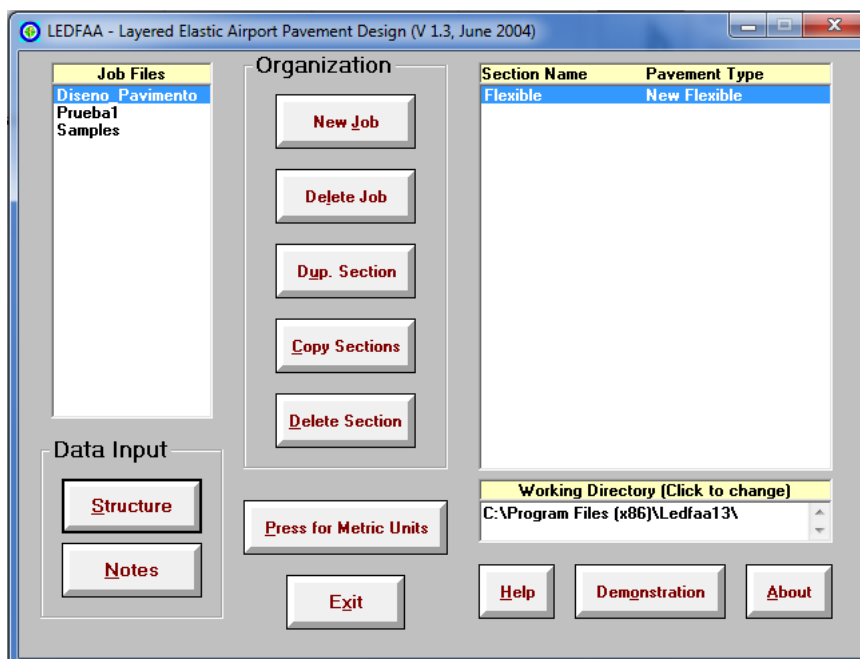 LEDFAA - Layered Elastic Airport Pavement Design (V 1.3, June 2004)
Job Files
Diseno_Pavimento
Prueba1
Samples
Organization
New Job
Delete Job
Dup. Section
Copy Sections
Delete Section
Section Name Pavement Type
Flexible New Flexible
Data Input
Structure
Notes
Press for Metric Units
Exit
Working Directory (Click to change)
C:\Program Files (x86)\Ledfaa13\
Help
Demonstration
About